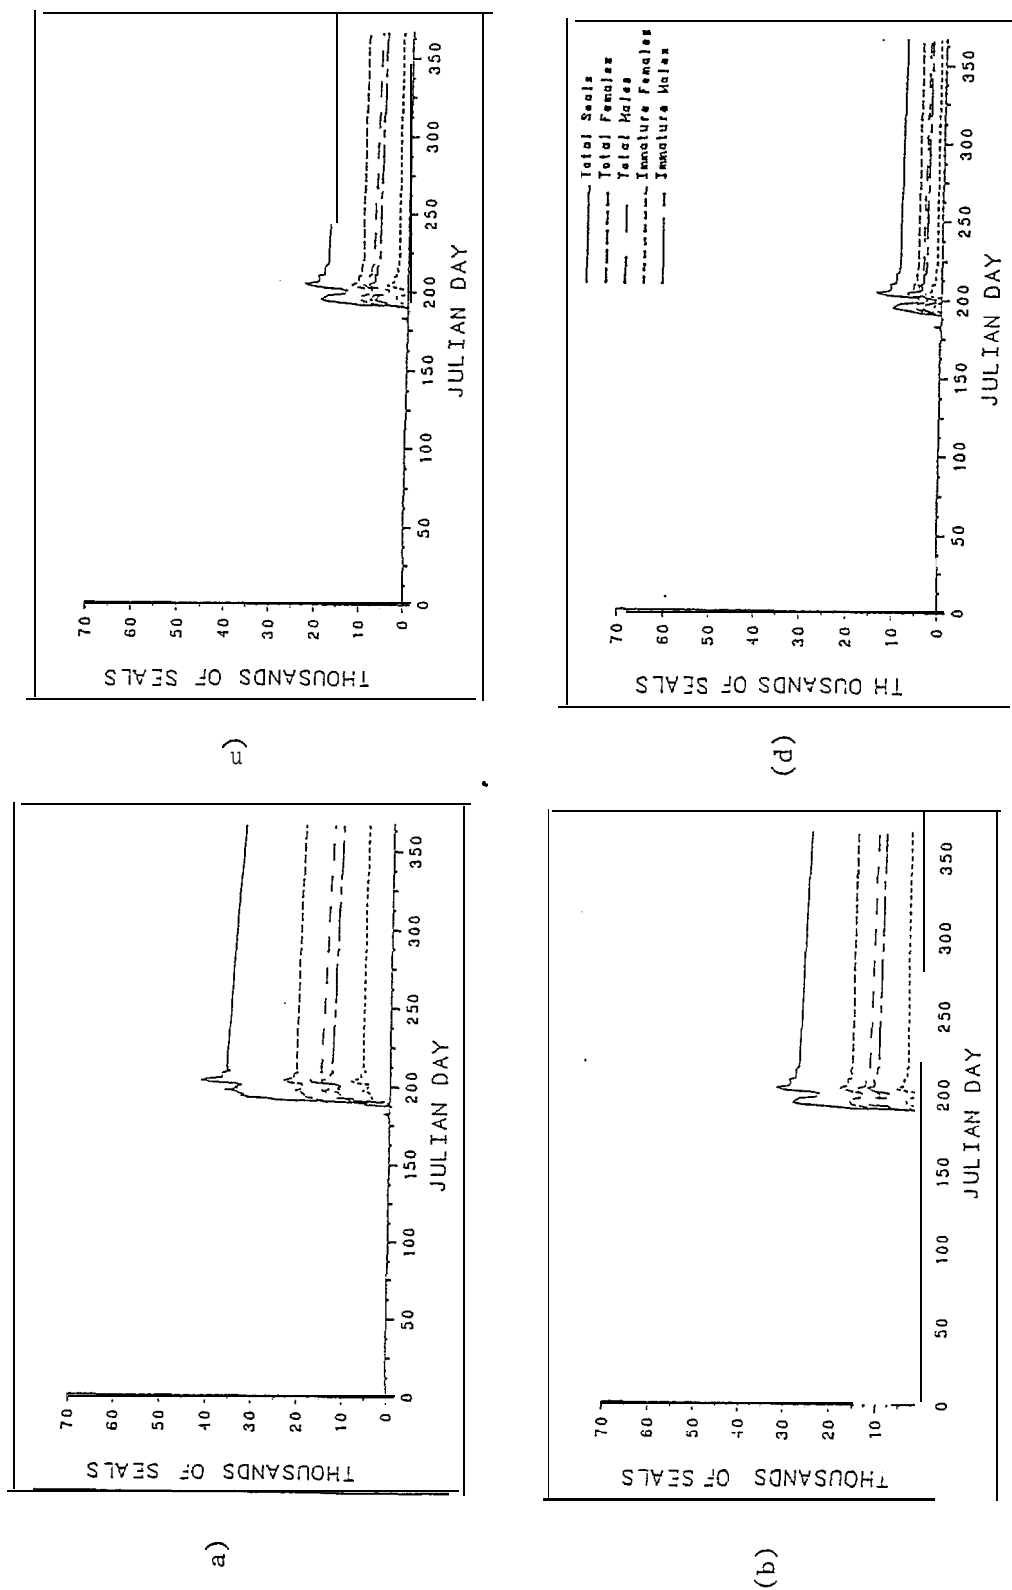 a)
THOUSANDS OF SEALS
70
60
50
40
30
20
10
0
0 50 100 150 200 250 300 350
JULIAN DAY
n)
THOUSANDS OF SEALS
70
60
50
40
30
20
10
0
0 50 100 150 200 250 300 350
JULIAN DAY
(b)
THOUSANDS OF SEALS
70
60
50
40
30
20
10
0 50 100 150 200 250 300 350
JULIAN DAY
(d)
TH OUSANDS OF SEALS
70
60
50
40
30
20
10
0
0 50 100 150 200 250 300 350
JULIAN DAY
Total Seals
Total Females
Total Males
Immature Females
Immature Males